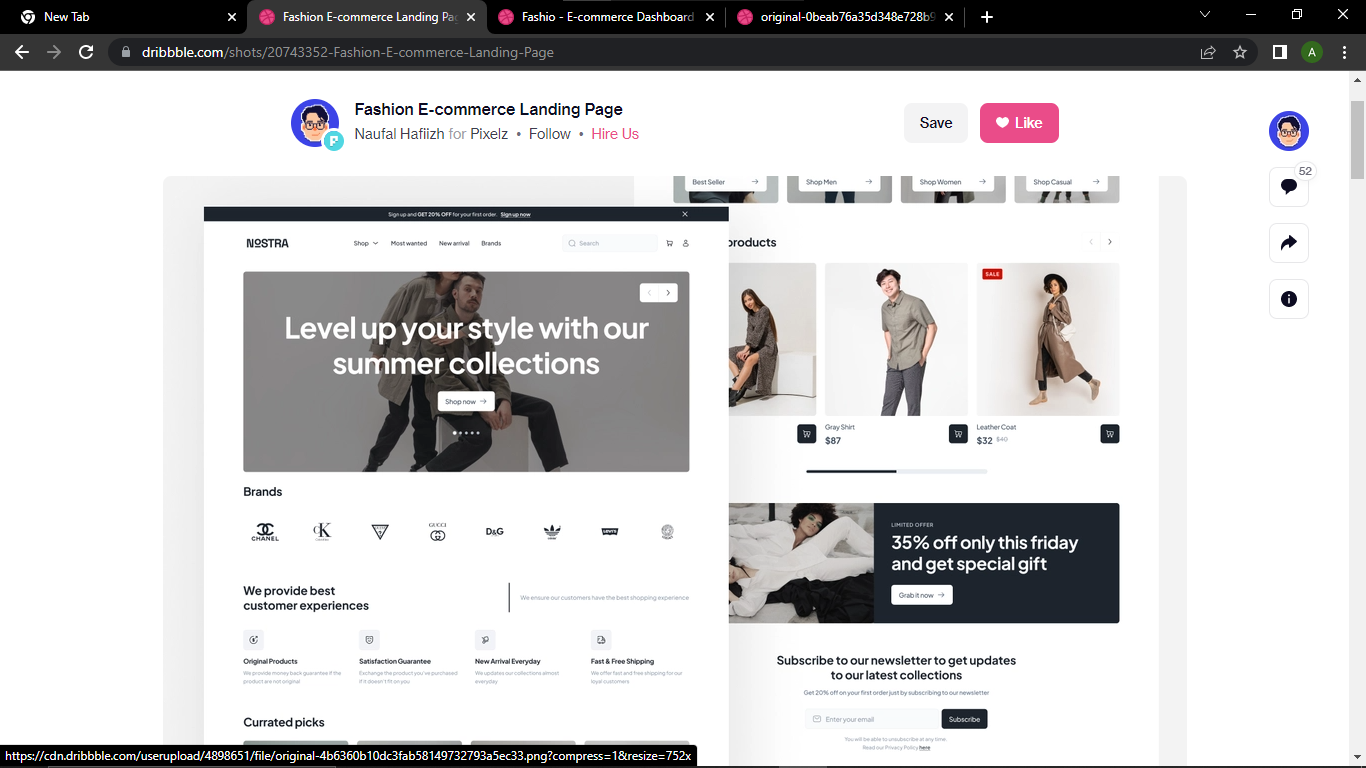 New Tab
Fashion E-commerce Landing Pag
Fashio - E-commerce Dashboard
original-0beab76a35d348e728b9
dribbble.com/shots/20743352-Fashion-E-commerce-Landing-Page
A
Fashion E-commerce Landing Page
Naufal Hafiizh for Pixelz • Follow • Hire Us
Save
Like
52
Sign up and GET 20% OFF for your first order. Sign up now
NOSTRA
Shop
Most wanted
New arrival
Brands
Search
Level up your style with our
summer collections
Shop now
Brands
CHANEL
CK
GUCCI
D&G
LEVI'S
We provide best
customer experiences
We ensure our customers have the best shopping experience
Original Products
We provide money back guarantee if the
product are not original
Satisfaction Guarantee
Exchange the product you've purchased
if it doesn't fit on you
New Arrival Everyday
We updates our collections almost
everyday
Fast & Free Shipping
We offer fast and free shipping for our
loyal customers
Currated picks
Best Seller
Shop Men
Shop Women
Shop Casual
products
SALE
Gray Shirt
$87
Leather Coat
$32 $40
LIMITED OFFER
35% off only this friday
and get special gift
Grab it now
Subscribe to our newsletter to get updates
to our latest collections
Get 20% off on your first order just by subscribing to our newsletter
Enter your email
Subscribe
You will be able to unsubscribe at any time.
Read our Privacy Policy here
https://cdn.dribbble.com/userupload/4898651/file/original-4b6360b10dc3fab58149732793a5ec33.png?compress=1&resize=752x